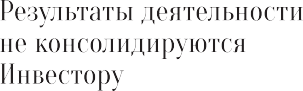 Результаты деятельности
не консолидируются
Инвестору